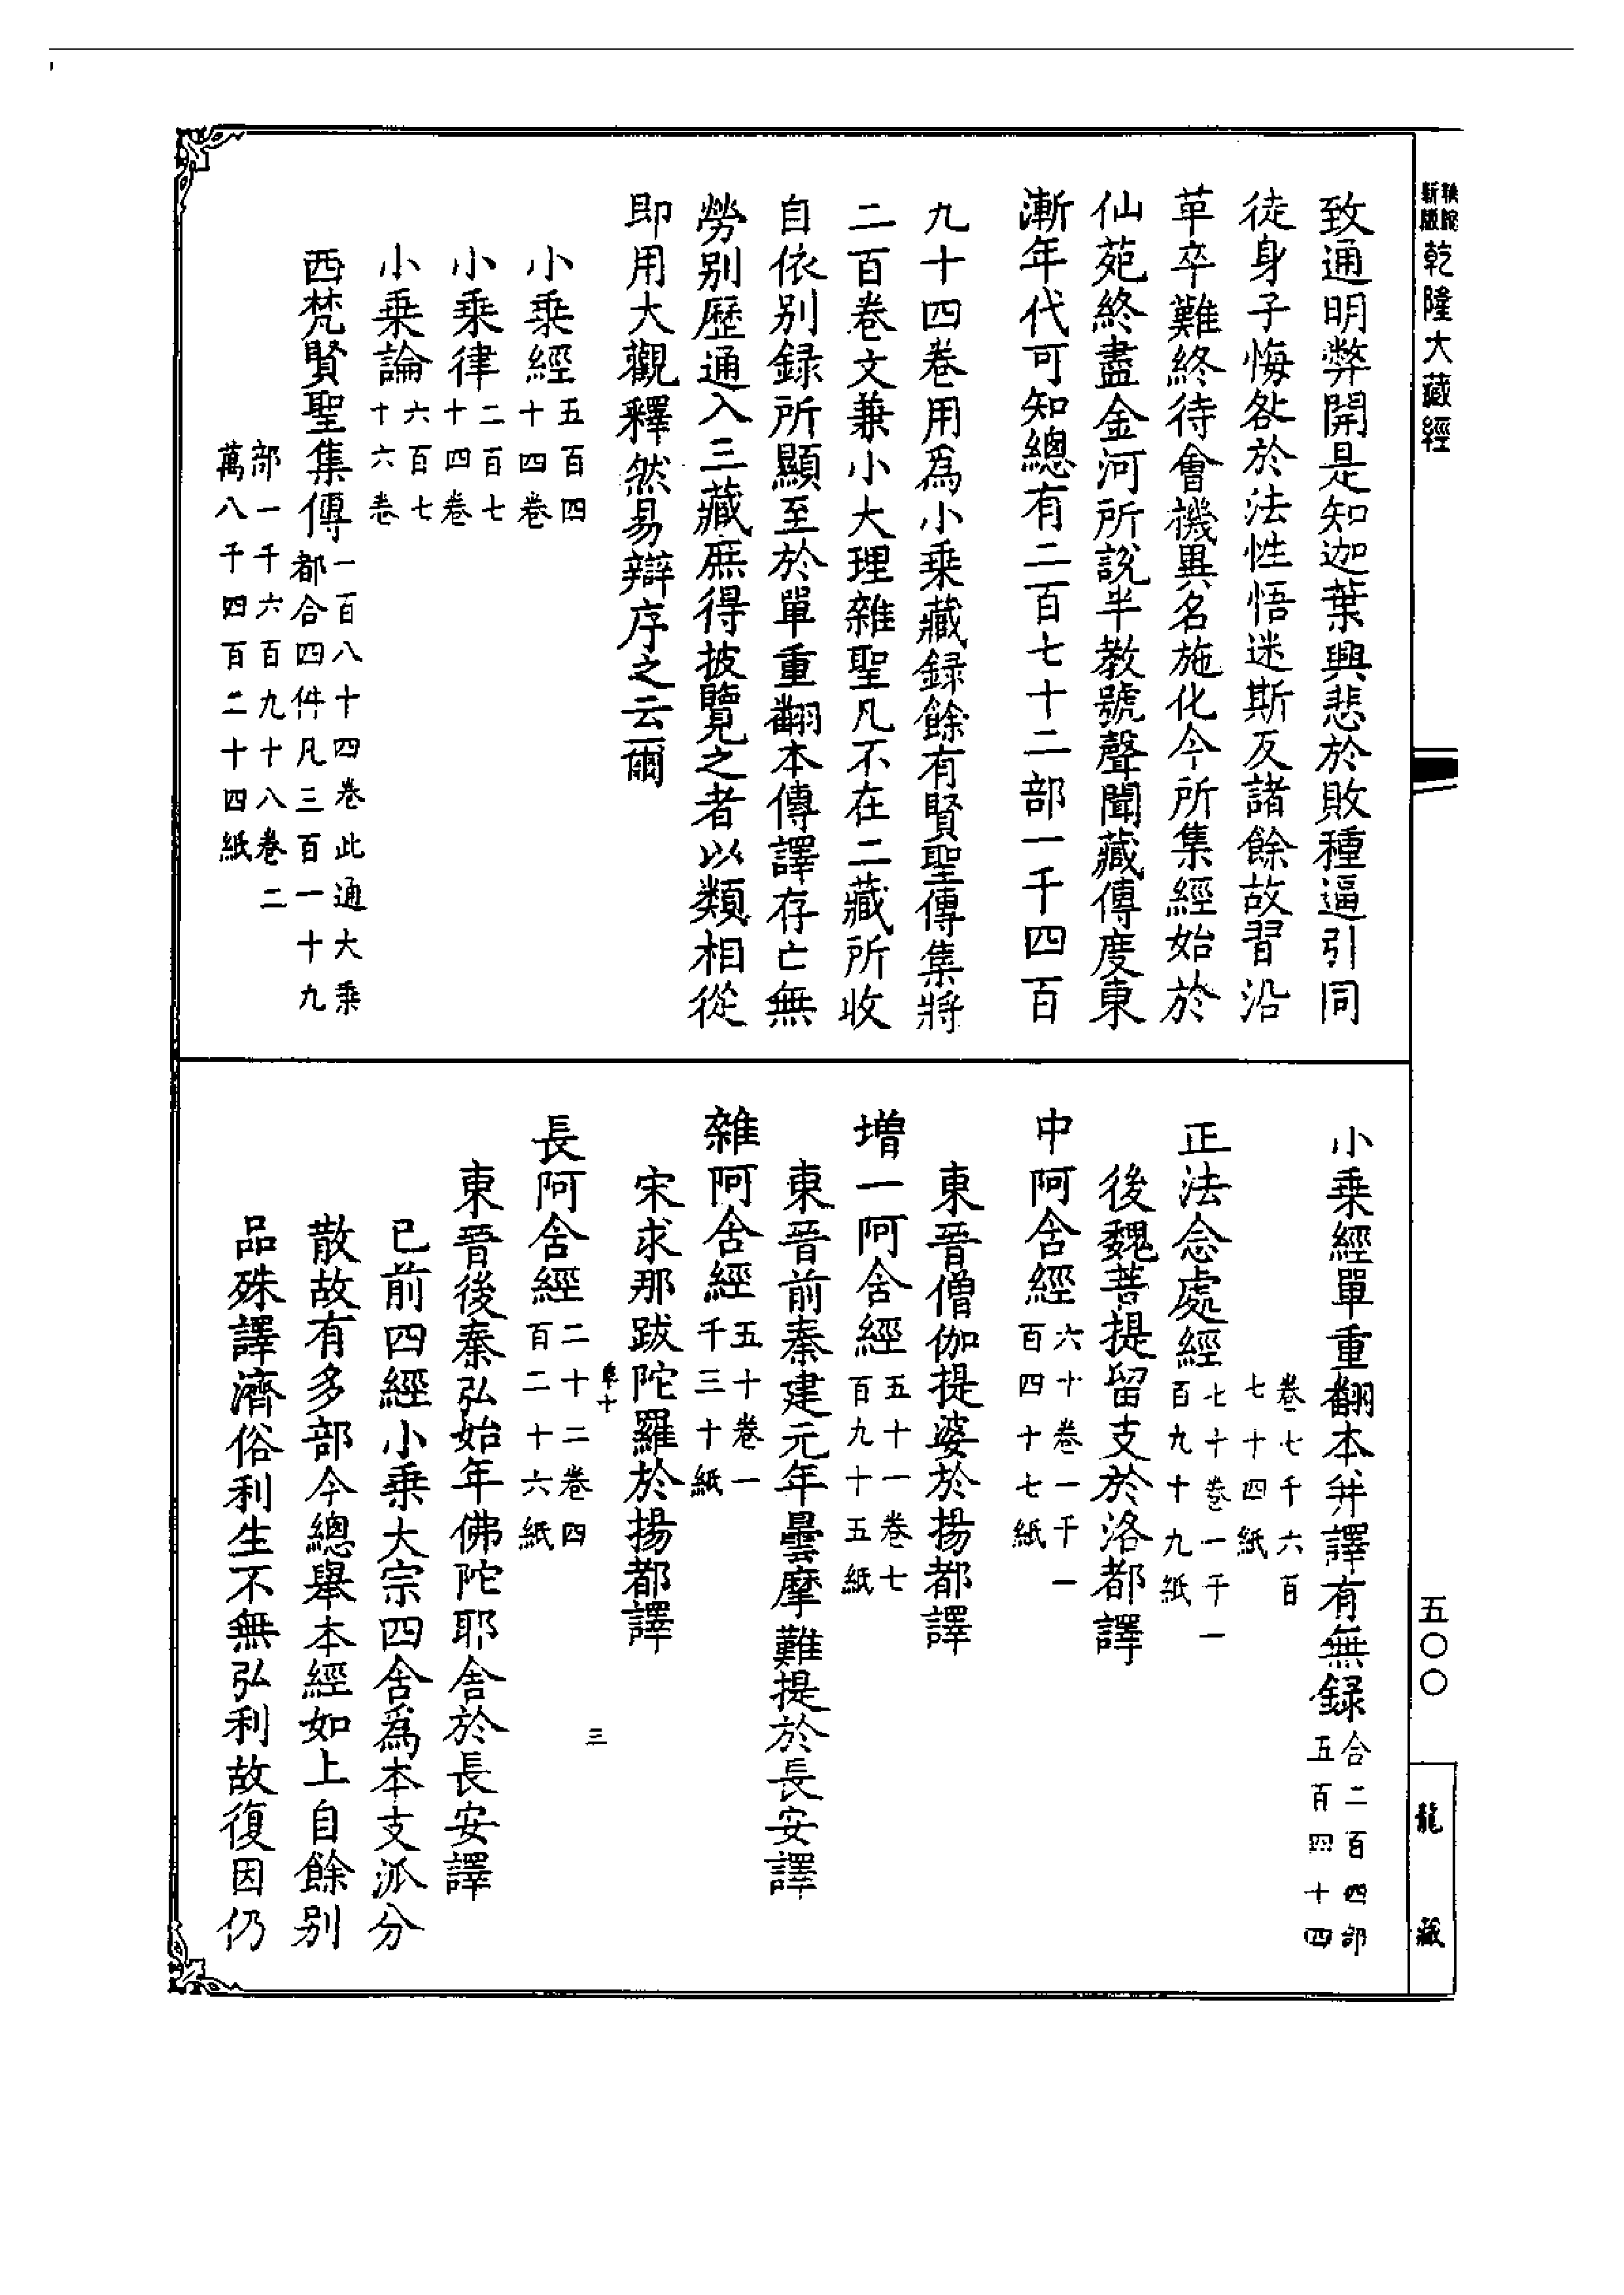 新版
乾隆大藏經
致通明弊開是知迦葉興悲於敗種逼引同
徒身子悔咎於法性悟迷斯反諸餘故習沿
革卒難終待會機異名施化今所集經始於
仙苑終盡金河所說半教號聲聞藏傳度東
漸年代可知總有二百七十二部一千四百
九十四卷用爲小乘藏録餘有賢聖傳集將
二百卷文兼小大理雜聖凡不在二藏所收
自依别録所顯至於單重翻本傳譯存亡無
勞别歷通入三藏庶得披覽之者以類相從
即用大觀釋然易辯序之云爾
小乘經五百四十四卷
小乘律二百七十四卷
小乘論六百七十六卷
西梵賢聖集傳一百八十四卷此通大乘
都合四件凡三百一十九
部一千六百九十八卷二
萬八千四百二十四紙
小乘經單重翻本并譯有無録合二百四部五百四十四
卷七千六百七十四紙
正法念處經七十卷一千一百九十九紙
後魏菩提留支於洛都譯
中阿含經六十卷一千一百四十七紙
東晉僧伽提婆於揚都譯
增一阿含經五十一卷七百九十五紙
東晉前秦建元年曇摩難提於長安譯
雜阿含經五十卷一千三十紙
宋求那跋陀羅於揚都譯
三
長阿含經二十二卷四百二十六紙
東晉後秦弘始年佛陀耶舍於長安譯
已前四經小乘大宗四含爲本支派分
散故有多部今總舉本經如上自餘别
品殊譯濟俗利生不無弘利故復因仍
五〇〇
龍藏